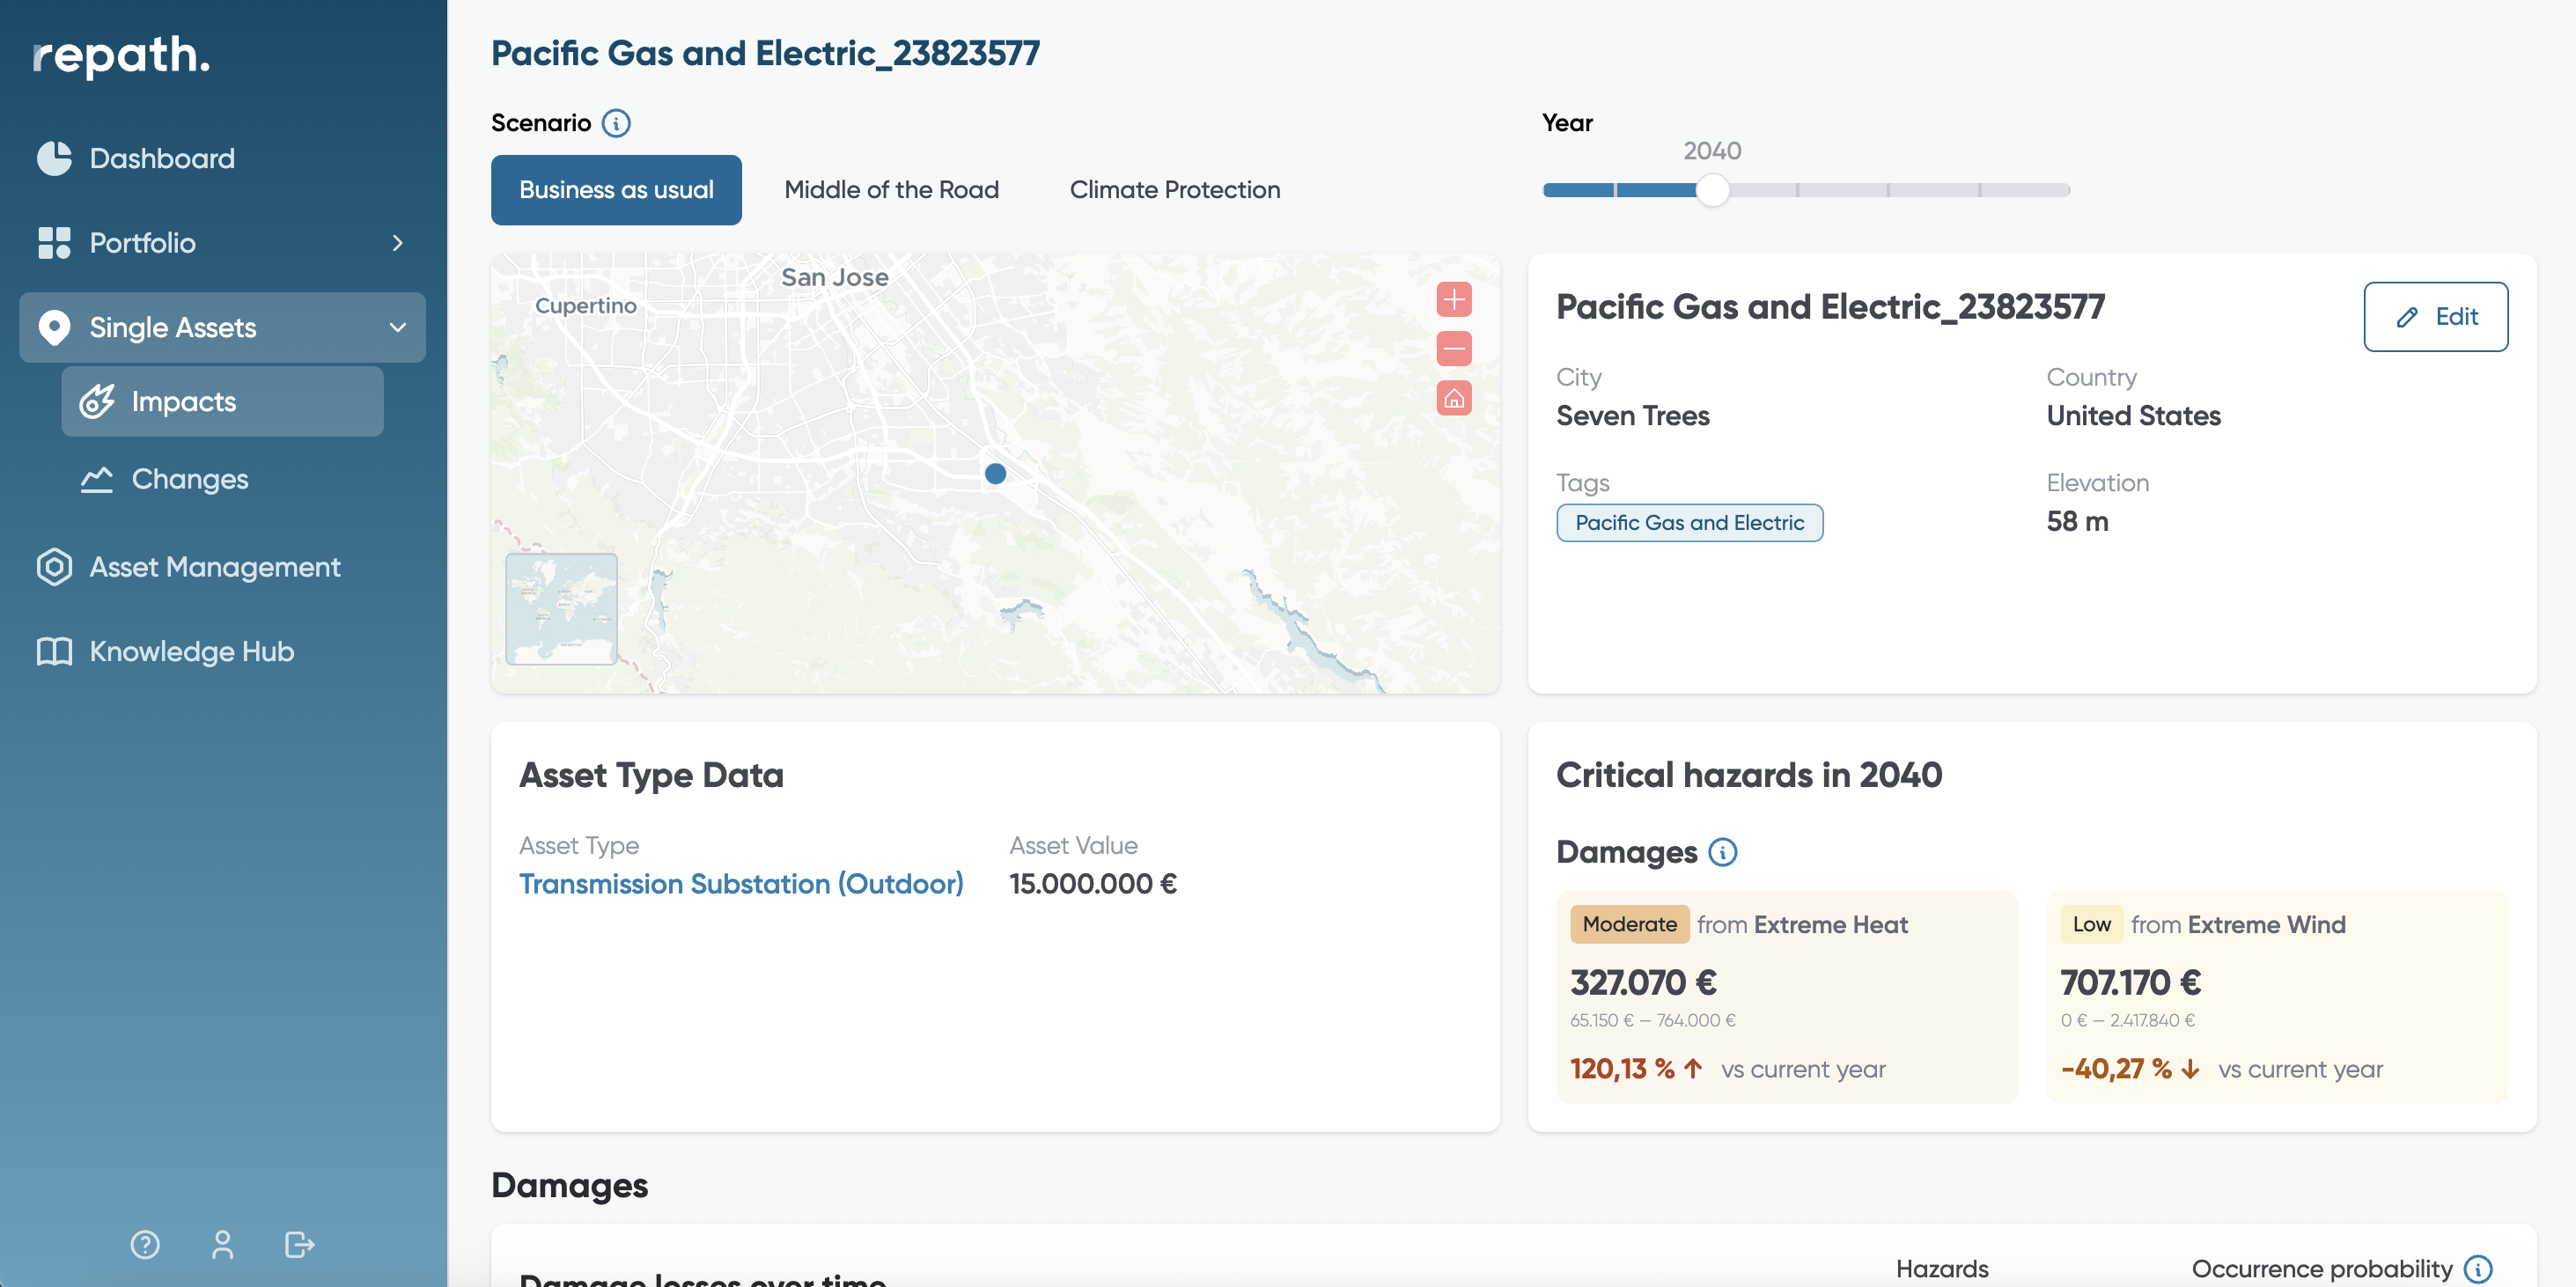 repath.
Dashboard
Portfolio
Single Assets
Impacts
Changes
Asset Management
Knowledge Hub
Pacific Gas and Electric_23823577
Scenario
Business as usual
Middle of the Road
Climate Protection
Year
2040
San Jose
Cupertino
Pacific Gas and Electric_23823577
Edit
City
Seven Trees
Country
United States
Tags
Pacific Gas and Electric
Elevation
58 m
Asset Type Data
Asset Type
Transmission Substation (Outdoor)
Asset Value
15.000.000 €
Critical hazards in 2040
Damages
Moderate from Extreme Heat
327.070 €
65.150 € – 764.000 €
120,13 % ↑ vs current year
Low from Extreme Wind
707.170 €
0 € – 2.417.840 €
-40,27 % ↓ vs current year
Damages
Damage losses over time
Hazards
Occurrence probability